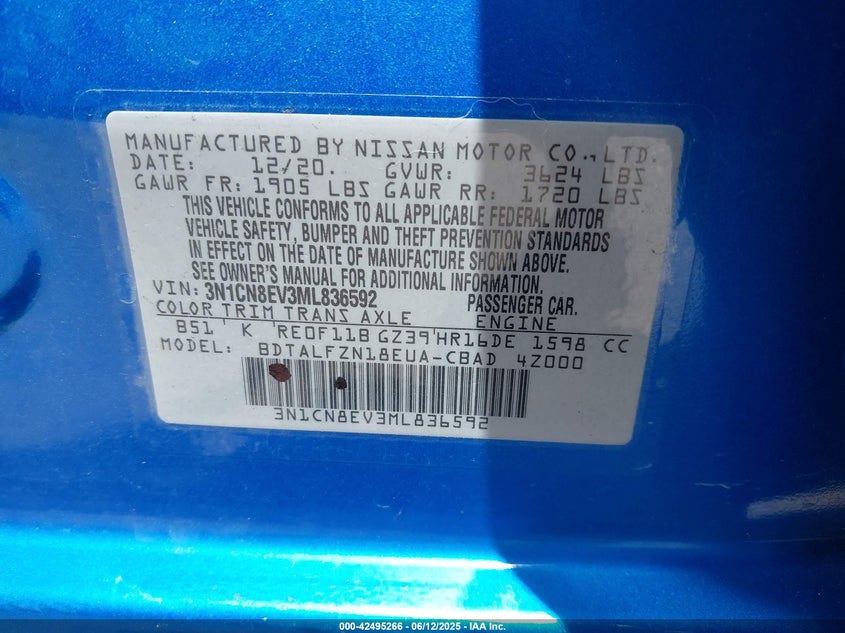 MANUFACTURED BY NISSAN MOTOR CO.,LTD.
DATE: 12/20. GVWR: 3624 LBS
GAWR FR: 1905 LBS GAWR RR: 1720 LBS
THIS VEHICLE CONFORMS TO ALL APPLICABLE FEDERAL MOTOR
VEHICLE SAFETY, BUMPER AND THEFT PREVENTION STANDARDS
IN EFFECT ON THE DATE OF MANUFACTURE SHOWN ABOVE.
SEE OWNER'S MANUAL FOR ADDITIONAL INFORMATION.
VIN: 3N1CN8EV3ML836592 PASSENGER CAR.
COLOR TRIM TRANS AXLE ENGINE
B51 ' K 'RE0F11B GZ39'HR16DE 1598 CC
MODEL: BDTALFZN18EUA-CBAD 4Z000
3N1CN8EV3ML836592
000-42495266 - 06/12/2025 - IAA Inc.